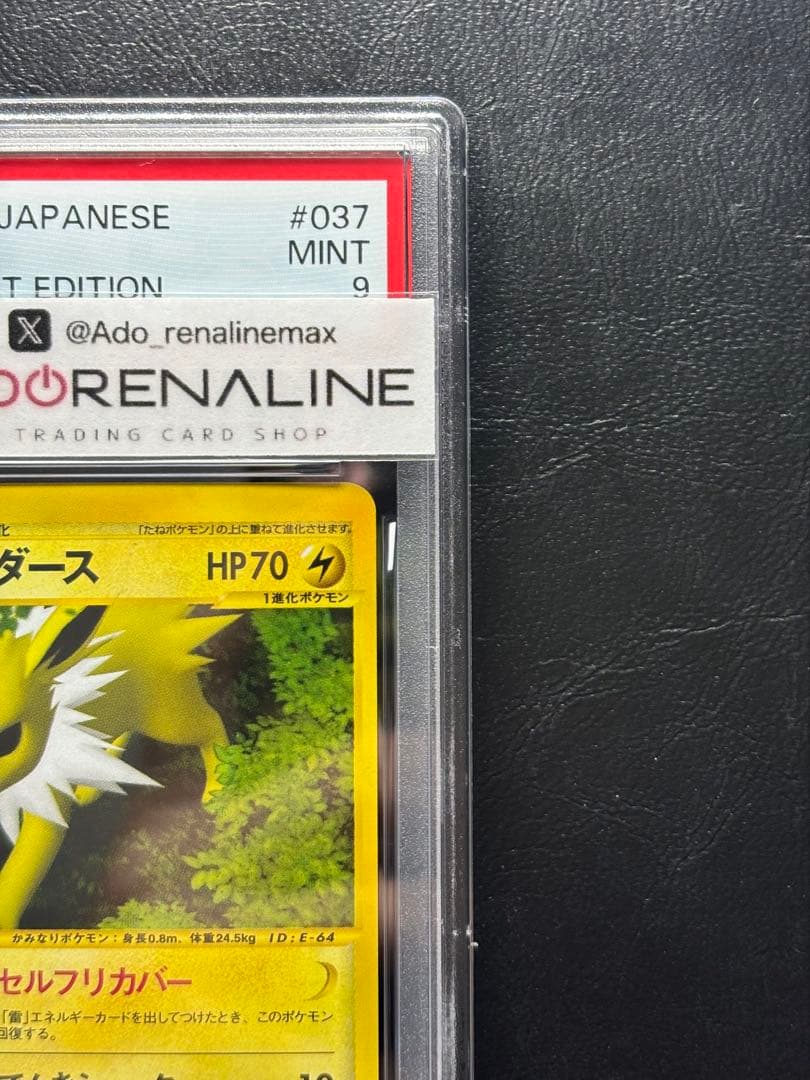 JAPANESE #037
MINT
T EDITION 9
X @Ado_renalinemax
DORENALINE
TRADING CARD SHOP
化 「たねポケモン」の上に重ねて進化させます。
ダース HP70
1進化ポケモン
かみなりポケモン：身長0.8m、体重24.5kg ID：E-64
セルフリカバー
「雷」エネルギーカードを出してつけたとき、このポケモン
回復する。